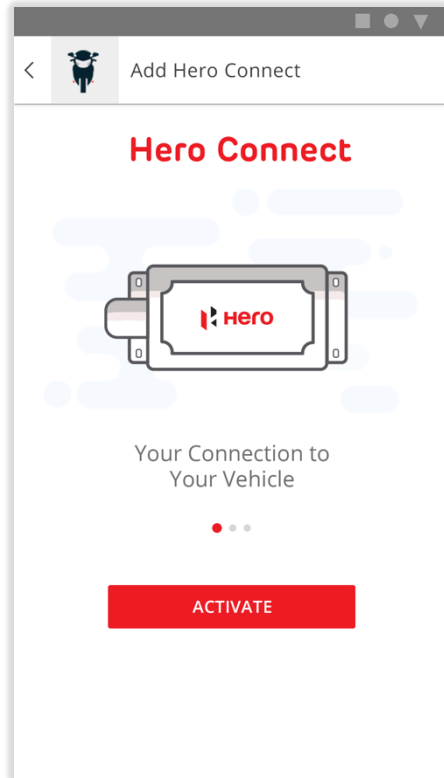 Add Hero Connect
Hero Connect
Hero
Your Connection to
Your Vehicle
ACTIVATE